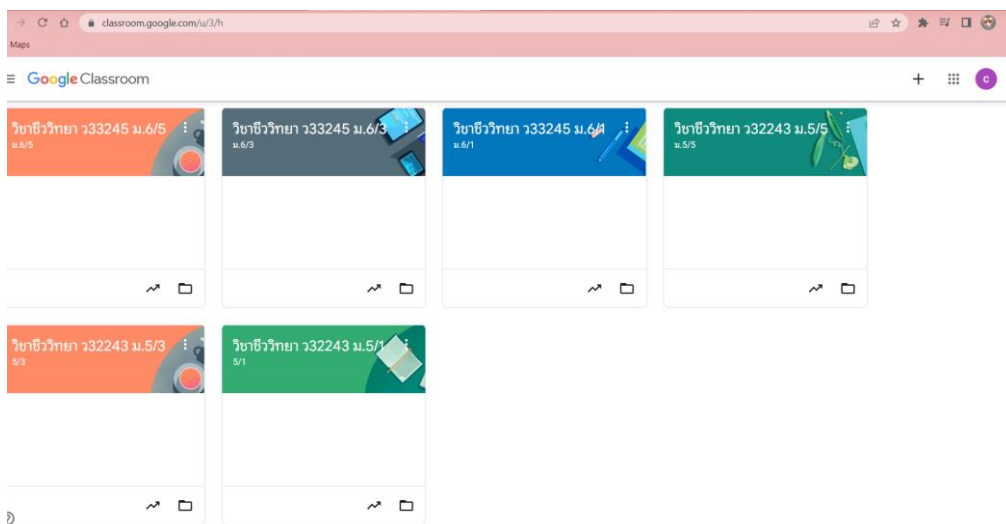 classroom.google.com/u/3/h
Maps
Google Classroom
C
วิชาชีววิทยา ว33245 ม.6/5
ม.6/5
วิชาชีววิทยา ว33245 ม.6/3
ม.6/3
วิชาชีววิทยา ว33245 ม.6/1
ม.6/1
วิชาชีววิทยา ว32243 ม.5/5
ม.5/5
วิชาชีววิทยา ว32243 ม.5/3
5/3
วิชาชีววิทยา ว32243 ม.5/1
5/1